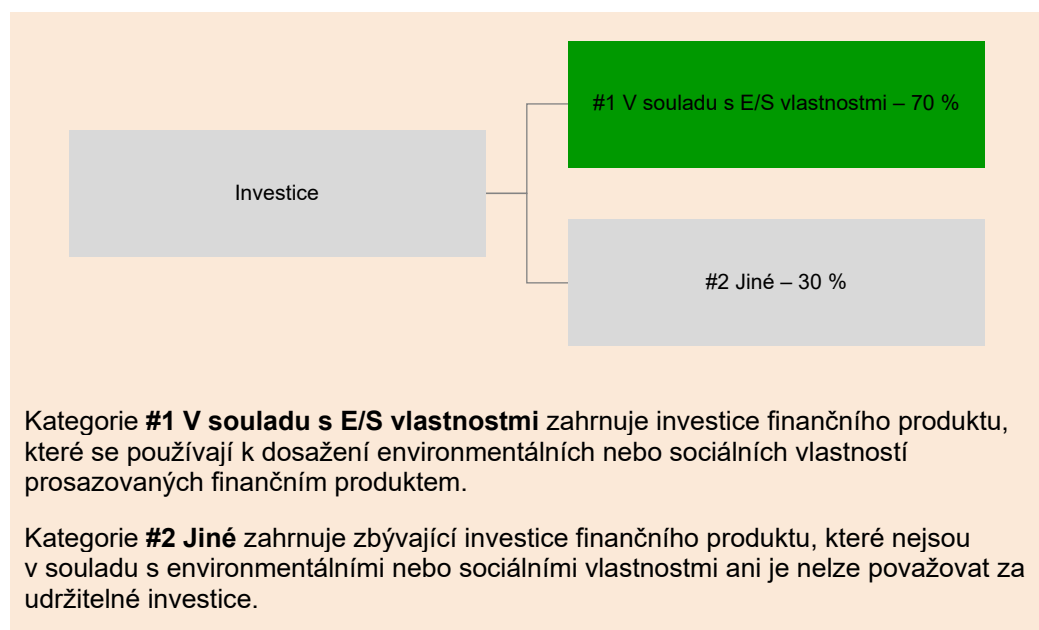 #1 V souladu s E/S vlastnostmi – 70 %
Investice
#2 Jiné – 30 %
Kategorie #1 V souladu s E/S vlastnostmi zahrnuje investice finančního produktu,
které se používají k dosažení environmentálních nebo sociálních vlastností
prosazovaných finančním produktem.
Kategorie #2 Jiné zahrnuje zbývající investice finančního produktu, které nejsou
v souladu s environmentálními nebo sociálními vlastnostmi ani je nelze považovat za
udržitelné investice.